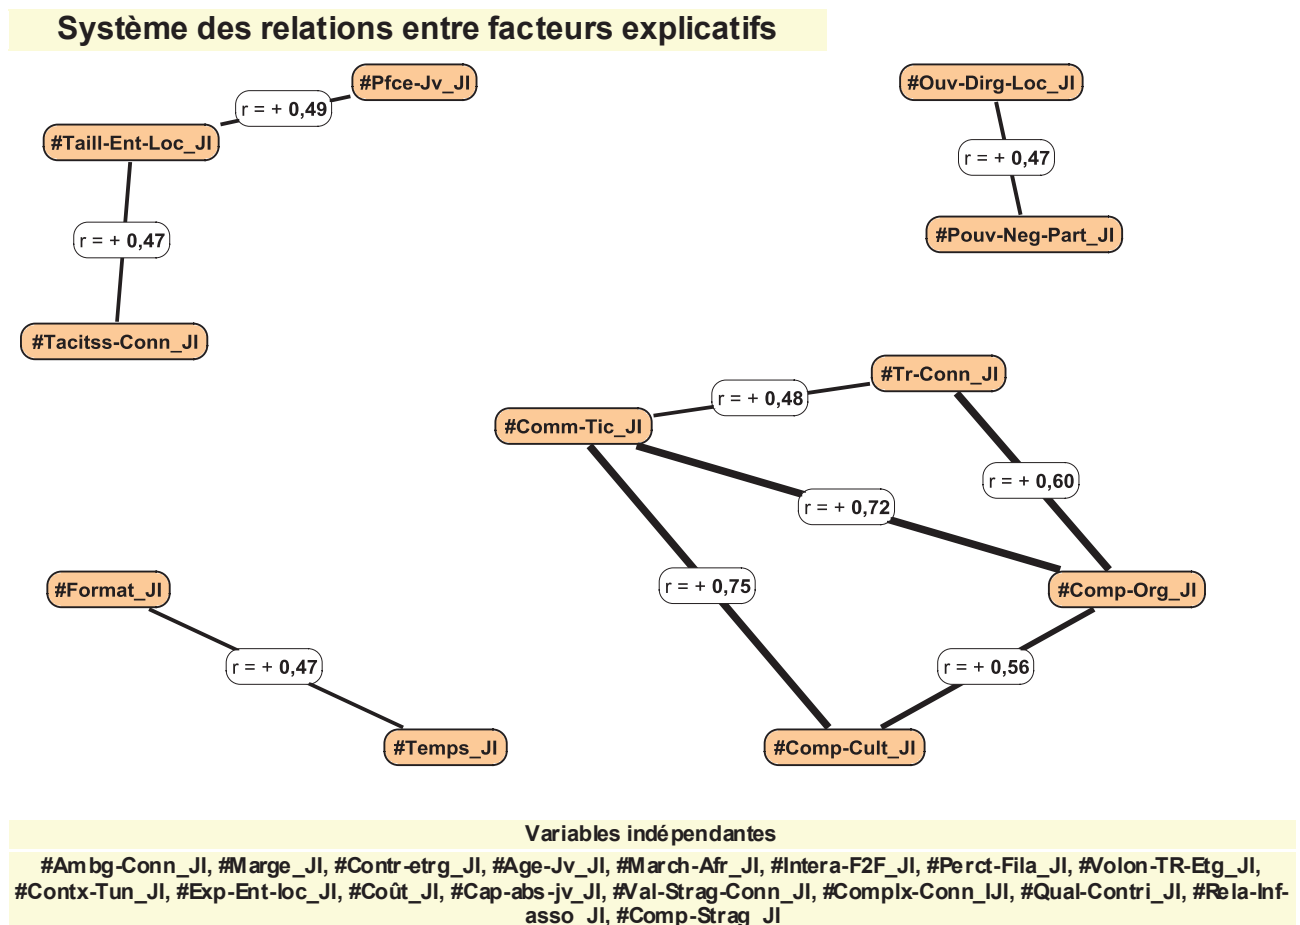 Système des relations entre facteurs explicatifs
#Pfce-Jv_JI
r = + 0,49
#Taill-Ent-Loc_JI
r = + 0,47
#Tacitss-Conn_JI
#Ouv-Dirg-Loc_JI
r = + 0,47
#Pouv-Neg-Part_JI
#Tr-Conn_JI
r = + 0,48
#Comm-Tic_JI
r = + 0,60
r = + 0,72
r = + 0,75
#Comp-Org_JI
r = + 0,56
#Comp-Cult_JI
#Format_JI
r = + 0,47
#Temps_JI
Variables indépendantes
#Ambg-Conn_JI, #Marge_JI, #Contr-etrg_JI, #Age-Jv_JI, #March-Afr_JI, #Intera-F2F_JI, #Perct-Fila_JI, #Volon-TR-Etg_JI,
#Contx-Tun_JI, #Exp-Ent-loc_JI, #Coût_JI, #Cap-abs-jv_JI, #Val-Strag-Conn_JI, #Complx-Conn_IJI, #Qual-Contri_JI, #Rela-Inf-
asso_JI, #Comp-Strag_JI